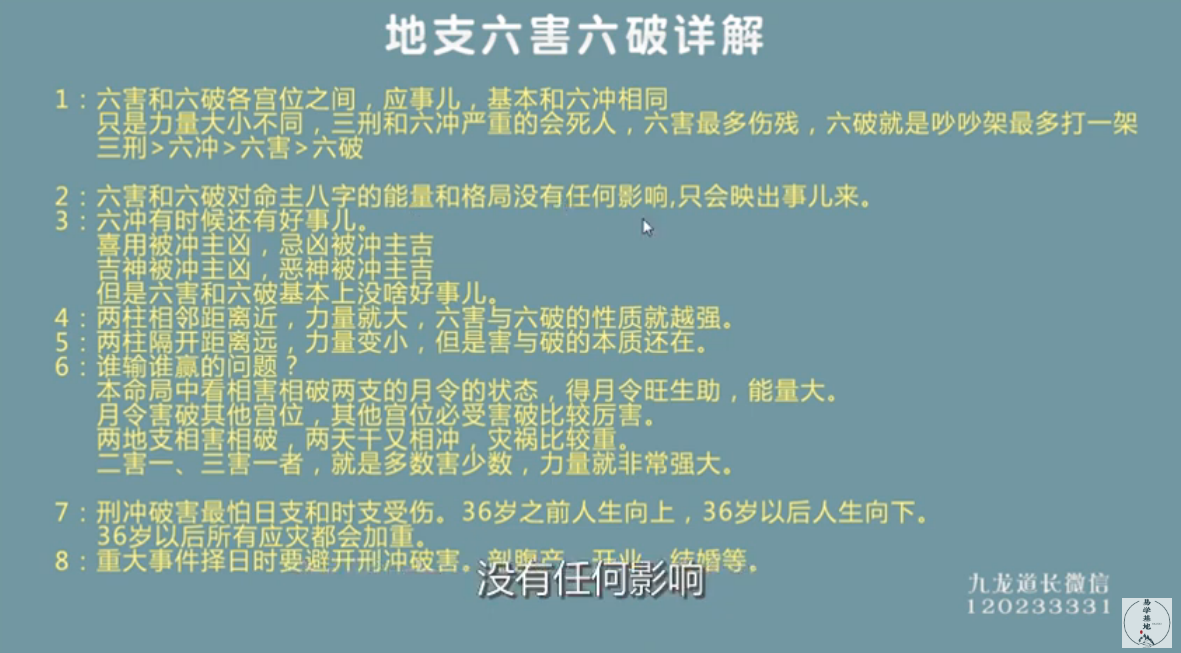 地支六害六破详解
1：六害和六破各宫位之间，应事儿，基本和六冲相同
只是力量大小不同，三刑和六冲严重的会死人，六害最多伤残，六破就是吵吵架最多打一架
三刑>六冲>六害>六破
2：六害和六破对命主八字的能量和格局没有任何影响,只会映出事儿来。
3：六冲有时候还有好事儿。
喜用被冲主凶，忌凶被冲主吉
吉神被冲主凶，恶神被冲主吉
但是六害和六破基本上没啥好事儿。
4：两柱相邻距离近，力量就大，六害与六破的性质就越强。
5：两柱隔开距离远，力量变小，但是害与破的本质还在。
6：谁输谁赢的问题？
本命局中看相害相破两支的月令的状态，得月令旺生助，能量大。
月令害破其他宫位，其他宫位必受害破比较厉害。
两地支相害相破，两天干又相冲，灾祸比较重。
二害一、三害一者，就是多数害少数，力量就非常强大。
7：刑冲破害最怕日支和时支受伤。36岁之前人生向上，36岁以后人生向下。
36岁以后所有应灾都会加重。
8：重大事件择日时要避开刑冲破害。剖腹产、开业、结婚等。
没有任何影响
九龙道长微信
120233331
易学基地